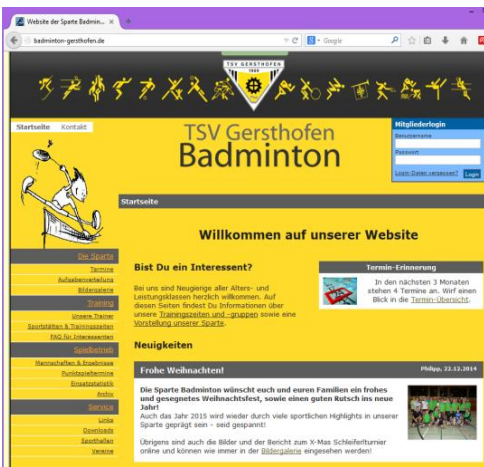 Website der Sparte Badmin...
badminton-gersthofen.de
Google
TSV GERSTHOFEN
1909
Startseite Kontakt
TSV Gersthofen
Badminton
Mitgliederlogin
Benutzername
Passwort
Login-Daten vergessen? Login
Startseite
Willkommen auf unserer Website
Die Sparte
Termine
Aufgabenverteilung
Bildergalerie
Training
Unsere Trainer
Sportstätten & Trainingszeiten
FAQ für Interessenten
Spielbetrieb
Mannschaften & Ergebnisse
Punktspieltermine
Einsatzstatistik
Archiv
Service
Links
Downloads
Sporthallen
Vereine
Bist Du ein Interessent?
Bei uns sind Neugierige aller Alters- und
Leistungsklassen herzlich willkommen. Auf
diesen Seiten findest Du Informationen über
unsere Trainingszeiten und -gruppen sowie eine
Vorstellung unserer Sparte.
Termin-Erinnerung
In den nächsten 3 Monaten
stehen 4 Termine an. Wirf einen
Blick in die Termin-Übersicht.
Neuigkeiten
Frohe Weihnachten! Philipp, 22.12.2014
Die Sparte Badminton wünscht euch und euren Familien ein frohes
und gesegnetes Weihnachtsfest, sowie einen guten Rutsch ins neue
Jahr!
Auch das Jahr 2015 wird wieder durch viele sportlichen Highlights in unserer
Sparte geprägt sein - seid gespannt!
Übrigens sind auch die Bilder und der Bericht zum X-Mas Schleiferlturnier
online und können wie immer in der Bildergalerie eingesehen werden!